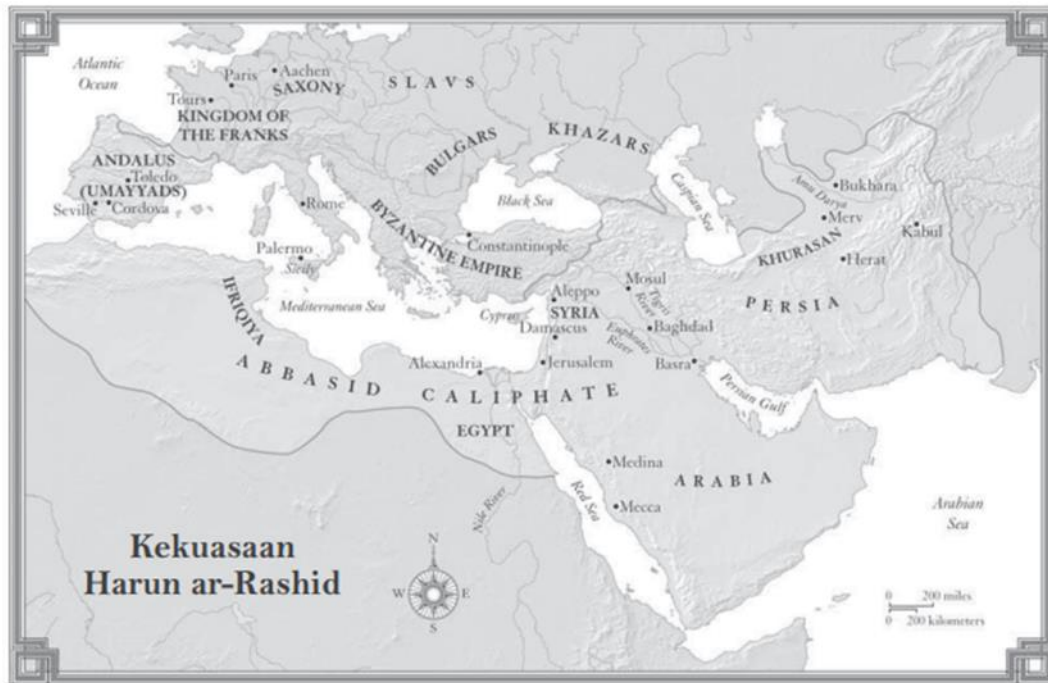 Atlantic
Ocean
Paris
Aachen
SAXONY
SLAVS
Tours
KINGDOM OF
THE FRANKS
BULGARS
KHAZARS
ANDALUS
Toledo
(UMAYYADS)
Seville
Cordova
Rome
Black Sea
Caspian Sea
Amu Darya
Bukhara
Merv
Kabul
BYZANTINE EMPIRE
Constantinople
KHURASAN
Herat
Palermo
Sicily
IFRIQIYA
Mediterranean Sea
Cyprus
Aleppo
SYRIA
Damascus
Mosul
Tigris
River
Euphrates
River
Baghdad
PERSIA
Alexandria
Jerusalem
Basra
Persian Gulf
ABBASID CALIPHATE
EGYPT
Medina
ARABIA
Mecca
Red Sea
Nile River
Arabian
Sea
Kekuasaan
Harun ar-Rashid
N
W
E
S
0 200 miles
0 200 kilometers